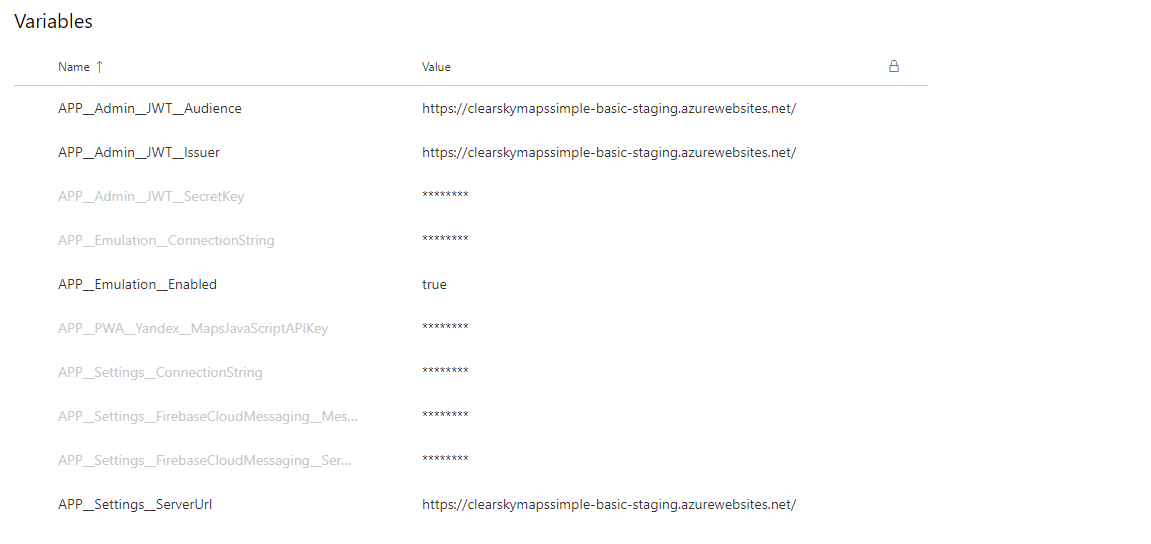 Variables
Name ↑ Value
APP__Admin__JWT__Audience https://clearskymapssimple-basic-staging.azurewebsites.net/
APP__Admin__JWT__Issuer https://clearskymapssimple-basic-staging.azurewebsites.net/
APP__Admin__JWT__SecretKey ********
APP__Emulation__ConnectionString ********
APP__Emulation__Enabled true
APP__PWA__Yandex__MapsJavaScriptAPIKey ********
APP__Settings__ConnectionString ********
APP__Settings__FirebaseCloudMessaging__Mes... ********
APP__Settings__FirebaseCloudMessaging__Ser... ********
APP__Settings__ServerUrl https://clearskymapssimple-basic-staging.azurewebsites.net/